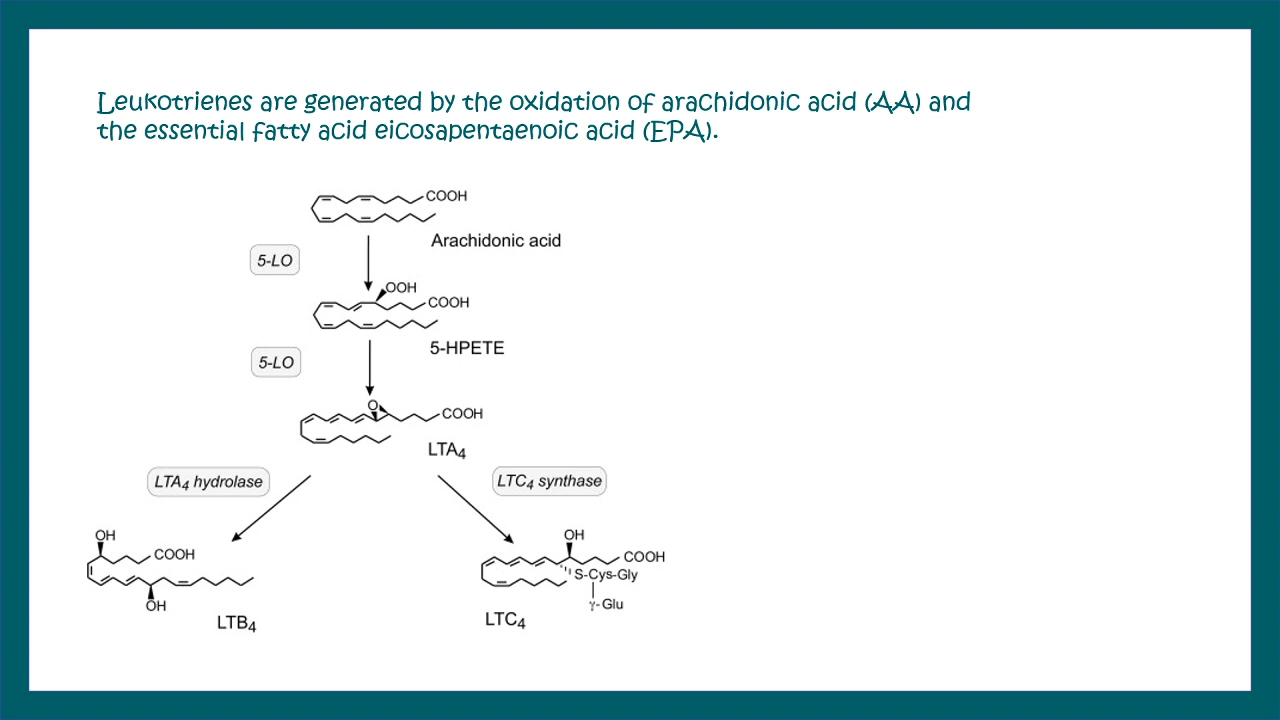 Leukotrienes are generated by the oxidation of arachidonic acid (AA) and
the essential fatty acid eicosapentaenoic acid (EPA).
COOH
Arachidonic acid
5-LO
OOH
COOH
5-HPETE
5-LO
O
COOH
LTA4
LTA4 hydrolase
LTC4 synthase
OH
COOH
OH
LTB4
OH
COOH
S-Cys-Gly
γ-Glu
LTC4